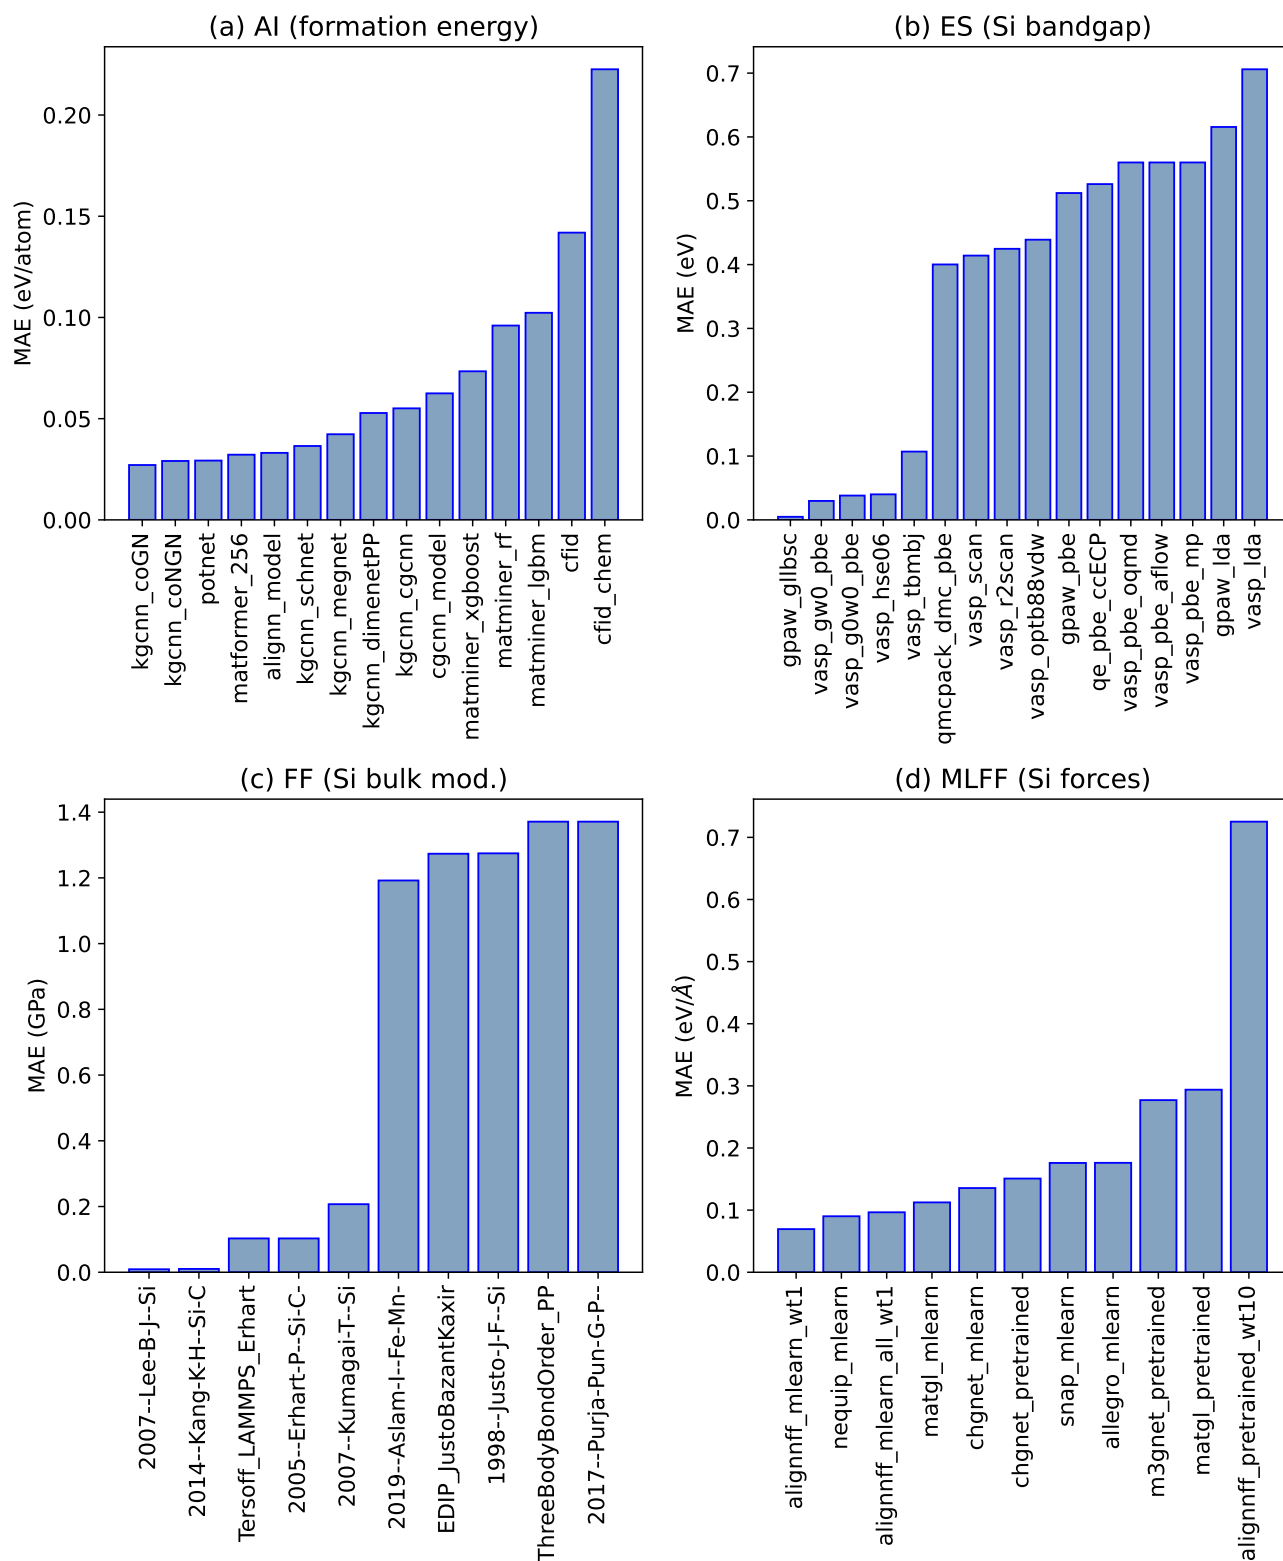 (a) AI (formation energy)
MAE (eV/atom)
0.20
0.15
0.10
0.05
0.00
kgcnn_coGN
kgcnn_coNGN
potnet
matformer_256
alignn_model
kgcnn_schnet
kgcnn_megnet
kgcnn_dimenetPP
kgcnn_cgcnn
cgcnn_model
matminer_xgboost
matminer_rf
matminer_lgbm
cfid
cfid_chem
(b) ES (Si bandgap)
MAE (eV)
0.7
0.6
0.5
0.4
0.3
0.2
0.1
0.0
gpaw_gllbsc
vasp_gw0_pbe
vasp_g0w0_pbe
vasp_hse06
vasp_tbmbj
qmcpack_dmc_pbe
vasp_scan
vasp_r2scan
vasp_optb88vdw
gpaw_pbe
qe_pbe_ccECP
vasp_pbe_oqmd
vasp_pbe_aflow
vasp_pbe_mp
gpaw_lda
vasp_lda
(c) FF (Si bulk mod.)
MAE (GPa)
1.4
1.2
1.0
0.8
0.6
0.4
0.2
0.0
2007--Lee-B-J--Si
2014--Kang-K-H--Si-C
Tersoff_LAMMPS_Erhart
2005--Erhart-P--Si-C-
2007--Kumagai-T--Si
2019--Aslam-I--Fe-Mn-
EDIP_JustoBazantKaxir
1998--Justo-J-F--Si
ThreeBodyBondOrder_PP
2017--Purja-Pun-G-P--
(d) MLFF (Si forces)
MAE (eV/Å)
0.7
0.6
0.5
0.4
0.3
0.2
0.1
0.0
alignnff_mlearn_wt1
nequip_mlearn
alignnff_mlearn_all_wt1
matgl_mlearn
chgnet_mlearn
chgnet_pretrained
snap_mlearn
allegro_mlearn
m3gnet_pretrained
matgl_pretrained
alignnff_pretrained_wt10